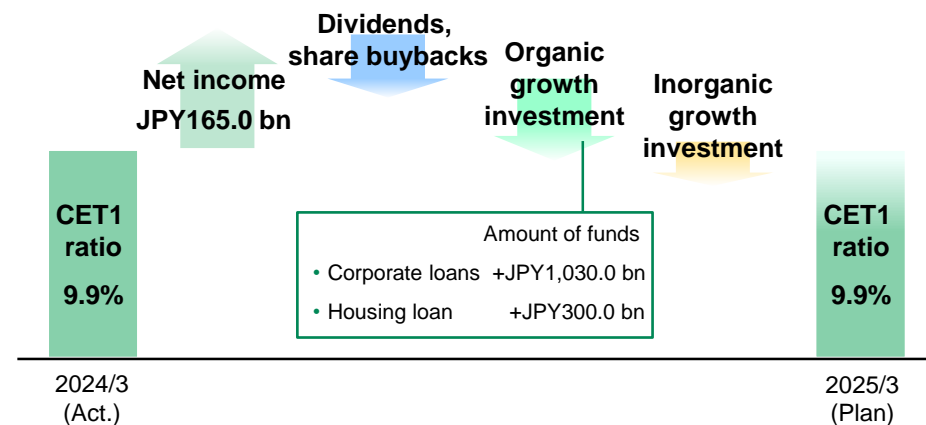 Dividends,
share buybacks
Net income
JPY165.0 bn
Organic
growth
investment
Inorganic
growth
investment
CET1
ratio
9.9%
Amount of funds
• Corporate loans +JPY1,030.0 bn
• Housing loan +JPY300.0 bn
CET1
ratio
9.9%
2024/3
(Act.)
2025/3
(Plan)